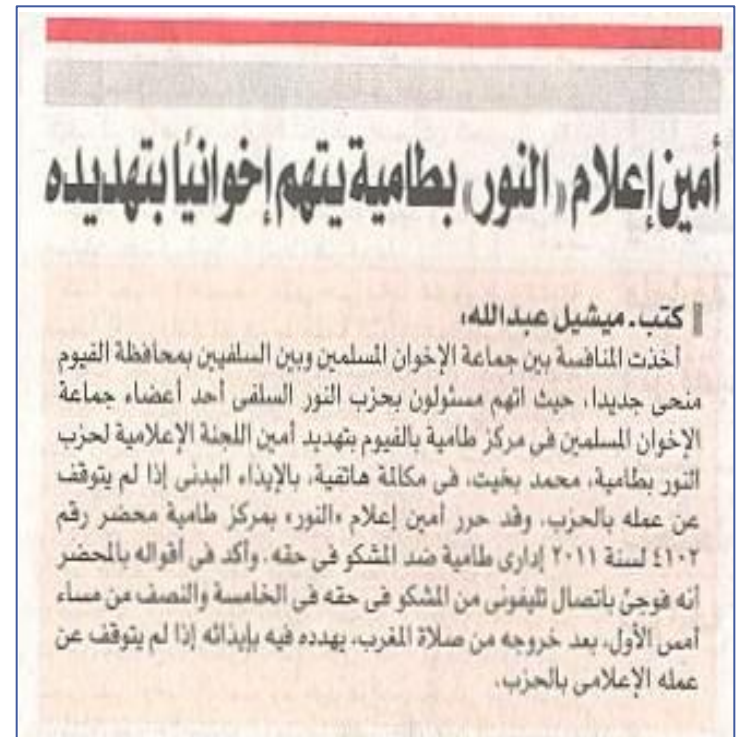 أمين إعلام «النور» بطامية يتهم إخوانيًا بتهديده
كتب ـ ميشيل عبدالله:
أخذت المنافسة بين جماعة الإخوان المسلمين وبين السلفيين بمحافظة الفيوم
منحى جديدا، حيث اتهم مسئولون بحزب النور السلفى أحد أعضاء جماعة
الإخوان المسلمين فى مركز طامية بالفيوم بتهديد أمين اللجنة الإعلامية لحزب
النور بطامية، محمد بخيت، فى مكالمة هاتفية، بالإيذاء البدنى إذا لم يتوقف
عن عمله بالحزب. وقد حرر أمين إعلام «النور» بمركز طامية محضر رقم
٤١٠٢ لسنة ٢٠١١ إدارى طامية ضد المشكو فى حقه. وأكد فى أقواله بالمحضر
أنه فوجئ باتصال تليفونى من المشكو فى حقه فى الخامسة والنصف من مساء
أمس الأول، بعد خروجه من صلاة المغرب، يهدده فيه بإيذائه إذا لم يتوقف عن
عمله الإعلامى بالحزب.